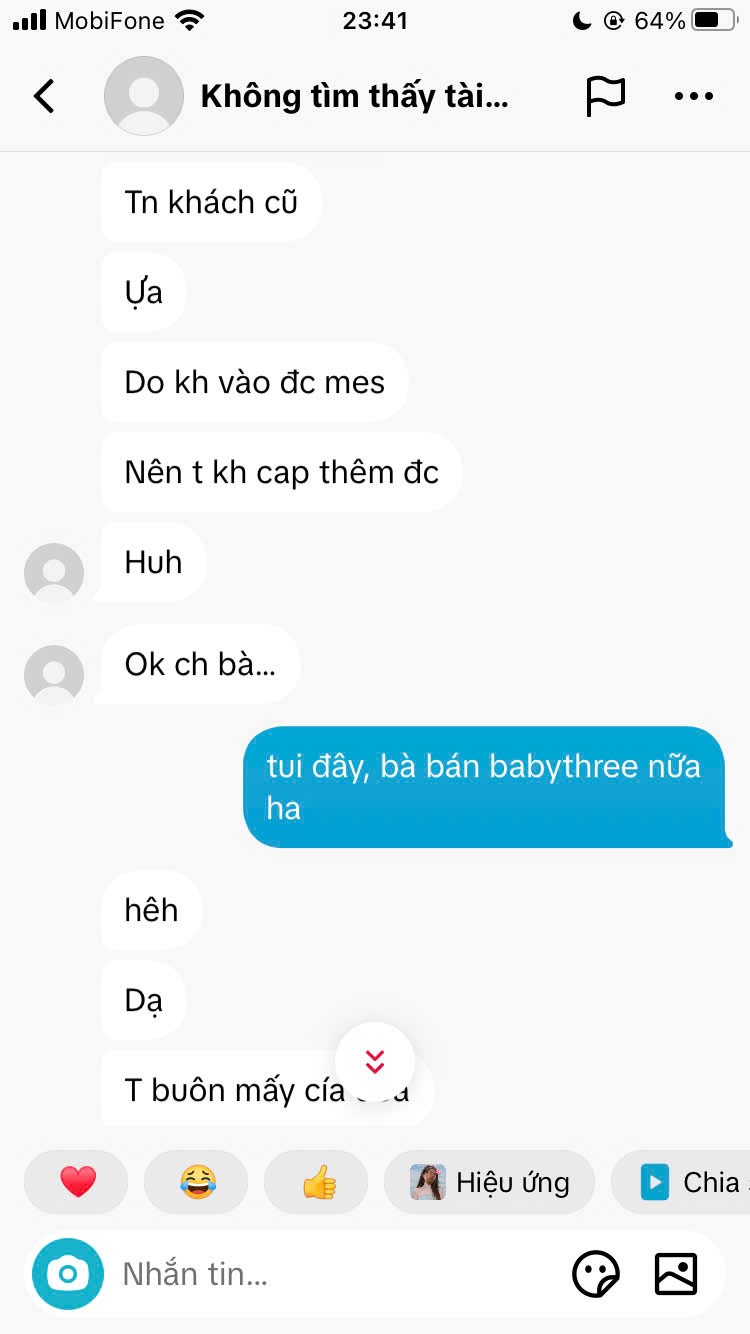 MobiFone 23:41 64%
Không tìm thấy tài...
Tn khách cũ
Ựa
Do kh vào đc mes
Nên t kh cap thêm đc
Huh
Ok ch bà...
tui đây, bà bán babythree nữa
ha
hêh
Dạ
T buôn mấy cía
Hiệu ứng
Chia
Nhắn tin...